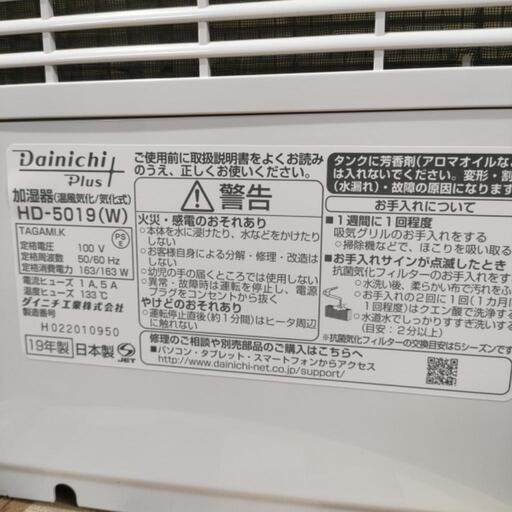 Dainichi
Plus
加湿器(温風気化/気化式)
HD-5019(W)
TAGAMI.K
PS
E
定格電圧 100 V
定格周波数 50/60 Hz
定格消費電力 163/163 W
電流ヒューズ 1A, 5A
温度ヒューズ 133℃
ダイニチ工業株式会社
製造番号
H022010950
19年製 日本製
JET
ご使用前に取扱説明書をよくお読み
のうえ、正しくお使いください。
警告
火災・感電のおそれあり
・本体を水に浸けたり、水などをかけたり
しない
・お客様自身による分解・修理・改造は
しない
・幼児の手の届くところでは使用しない
・異常・故障時は運転を停止し、電源
プラグをコンセントから抜く
やけどのおそれあり
・運転停止直後(約1分間)はヒータ周辺
に触れない
修理のご相談や別売部品のご購入はこちらへ
■パソコン・タブレット・スマートフォンからアクセス
http://www.dainichi-net.co.jp/support/
タンクに芳香剤(アロマオイルな
は入れないでください。変形・割
(水漏れ)・故障の原因になります
お手入れについて
■1週間に1回程度
吸気グリルのお手入れをする
・掃除機などで、ほこりを吸い取る
■お手入れサインが点滅したとき
抗菌気化フィルターのお手入れをす
・水洗い後、柔らかい布で汚れをふ
・お手入れの2回に1回(1カ月に
1回程度)はクエン酸で洗浄す
・水道水でしっかりすすぎ洗いする
(目安:2分以上)
*抗菌気化フィルターの交換目安は5シーズンです